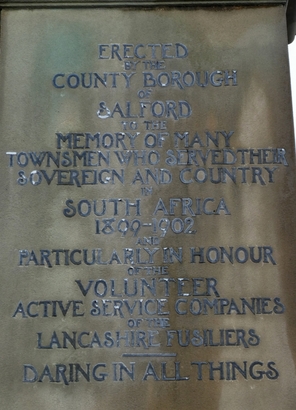 ERECTED
BY THE
COUNTY BOROUGH
OF
SALFORD
TO THE
MEMORY OF MANY
TOWNSMEN WHO SERVED THEIR
SOVEREIGN AND COUNTRY
IN
SOUTH AFRICA
1899-1902
AND
PARTICULARLY IN HONOUR
OF THE
VOLUNTEER
ACTIVE SERVICE COMPANIES
OF THE
LANCASHIRE FUSILIERS
DARING IN ALL THINGS